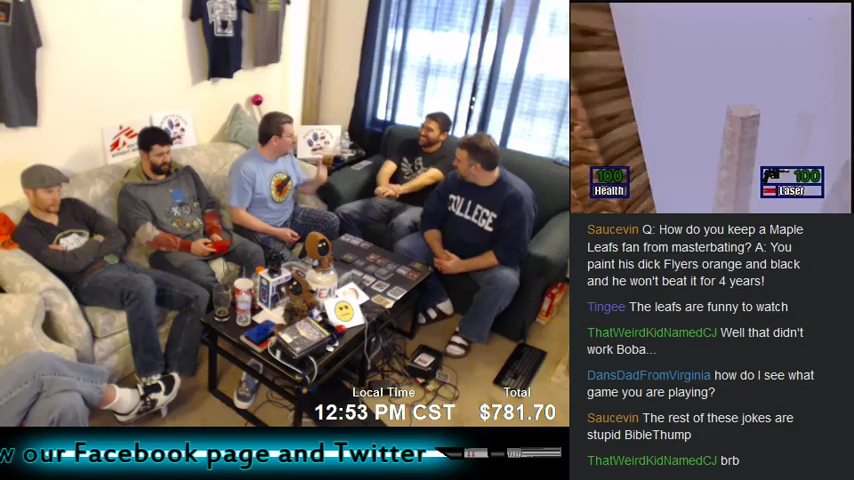 COLLEGE
100
Health
100
Laser
Saucevin Q: How do you keep a Maple
Leafs fan from masterbating? A: You
paint his dick Flyers orange and black
and he won't beat it for 4 years!
Tingee The leafs are funny to watch
ThatWeirdKidNamedCJ Well that didn't
work Boba...
DansDadFromVirginia how do I see what
game you are playing?
Saucevin The rest of these jokes are
stupid BibleThump
ThatWeirdKidNamedCJ brb
Local Time
12:53 PM CST
Total
$781.70
w our Facebook page and Twitter